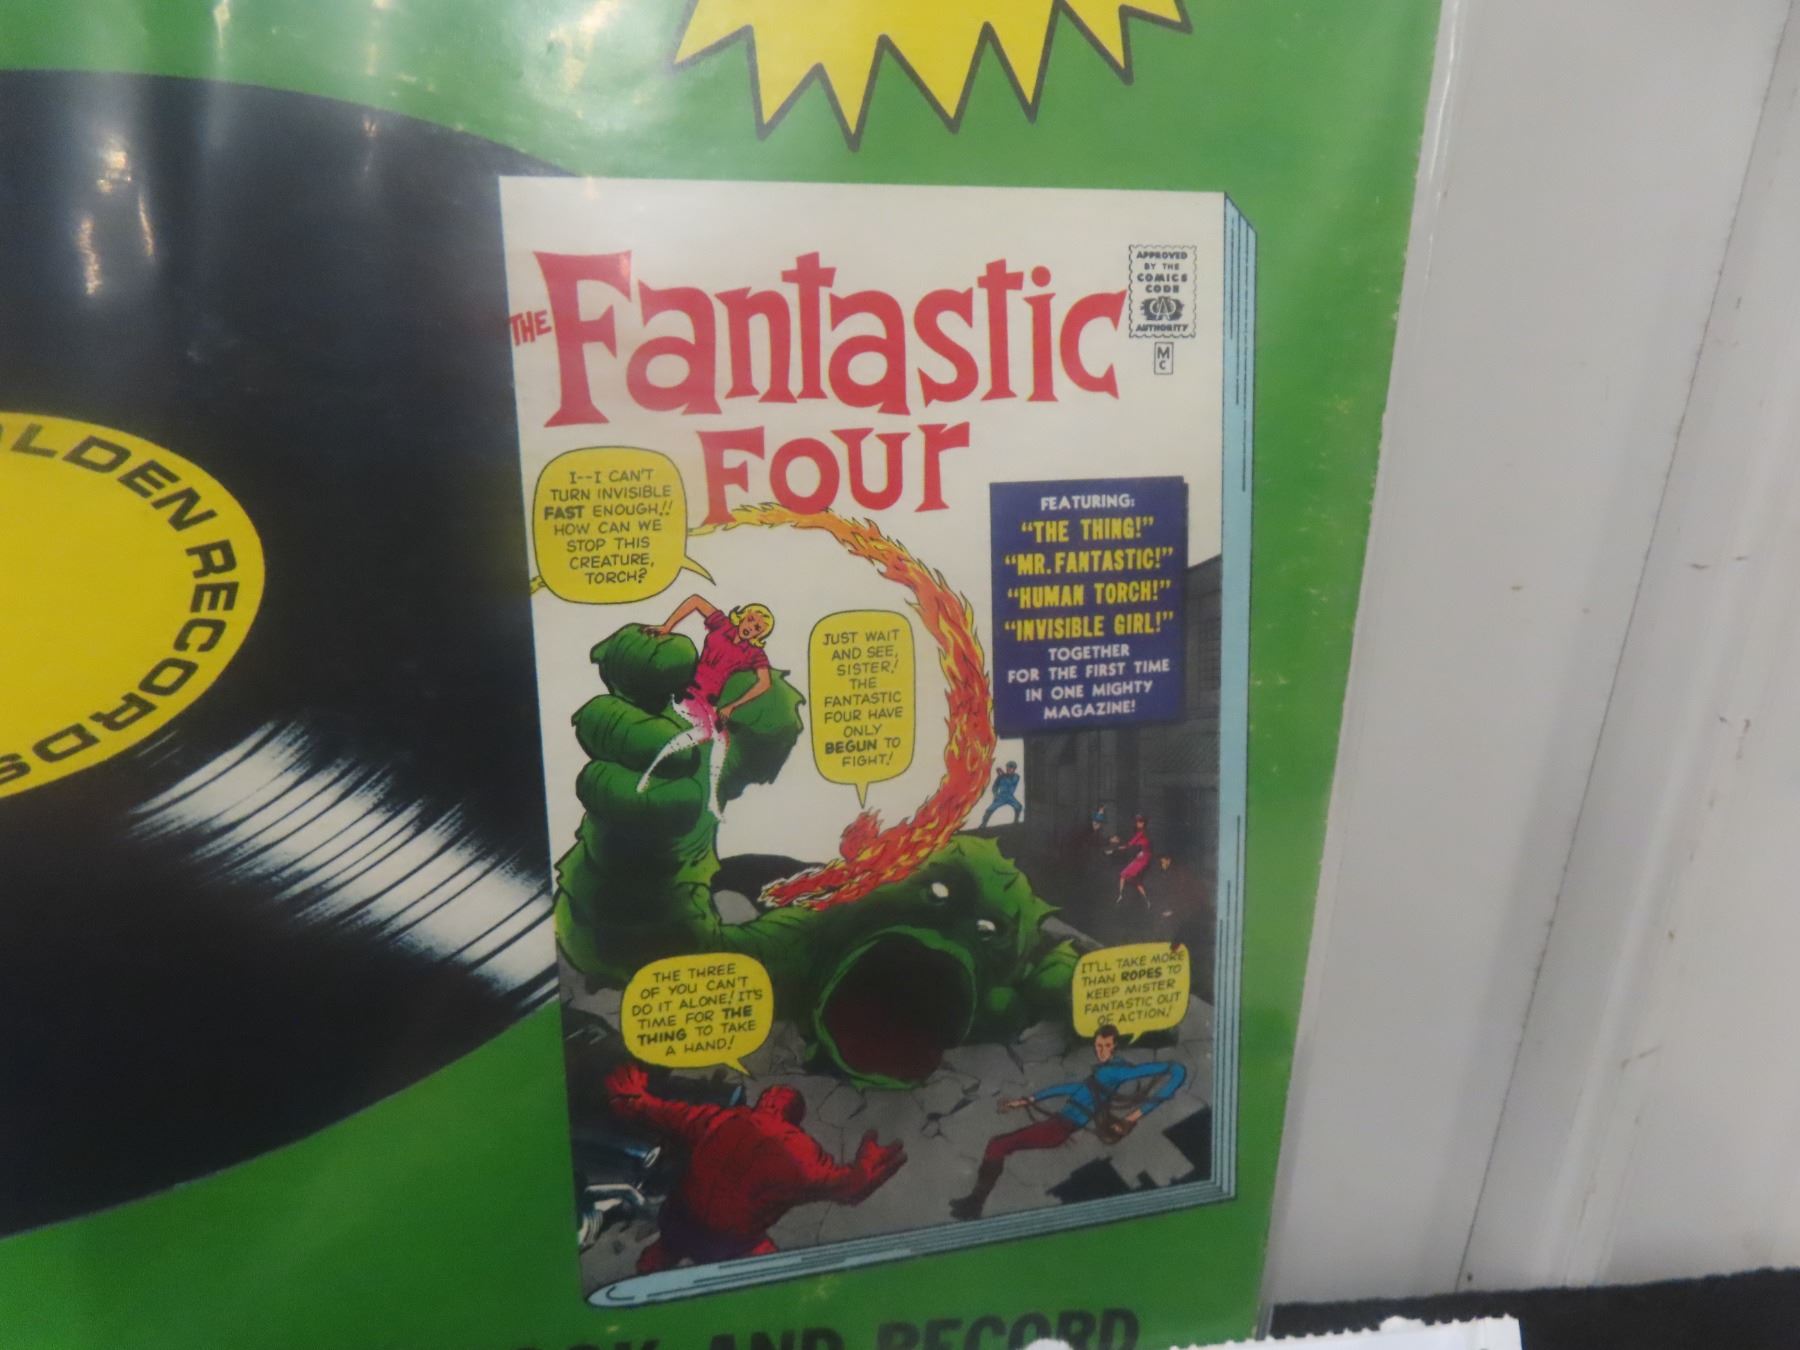 GOLDEN RECORDS
THE
Fantastic
Four
APPROVED
BY THE
COMICS
CODE
CA
AUTHORITY
M
C
I--I CAN'T
TURN INVISIBLE
FAST ENOUGH!!
HOW CAN WE
STOP THIS
CREATURE,
TORCH?
FEATURING:
"THE THING!"
"MR. FANTASTIC!"
"HUMAN TORCH!"
"INVISIBLE GIRL!"
TOGETHER
FOR THE FIRST TIME
IN ONE MIGHTY
MAGAZINE!
JUST WAIT
AND SEE,
SISTER!
THE
FANTASTIC
FOUR HAVE
ONLY
BEGUN TO
FIGHT!
THE THREE
OF YOU CAN'T
DO IT ALONE! IT'S
TIME FOR THE
THING TO TAKE
A HAND!
IT'LL TAKE MORE
THAN ROPES TO
KEEP MISTER
FANTASTIC OUT
OF ACTION!
AND RECORD